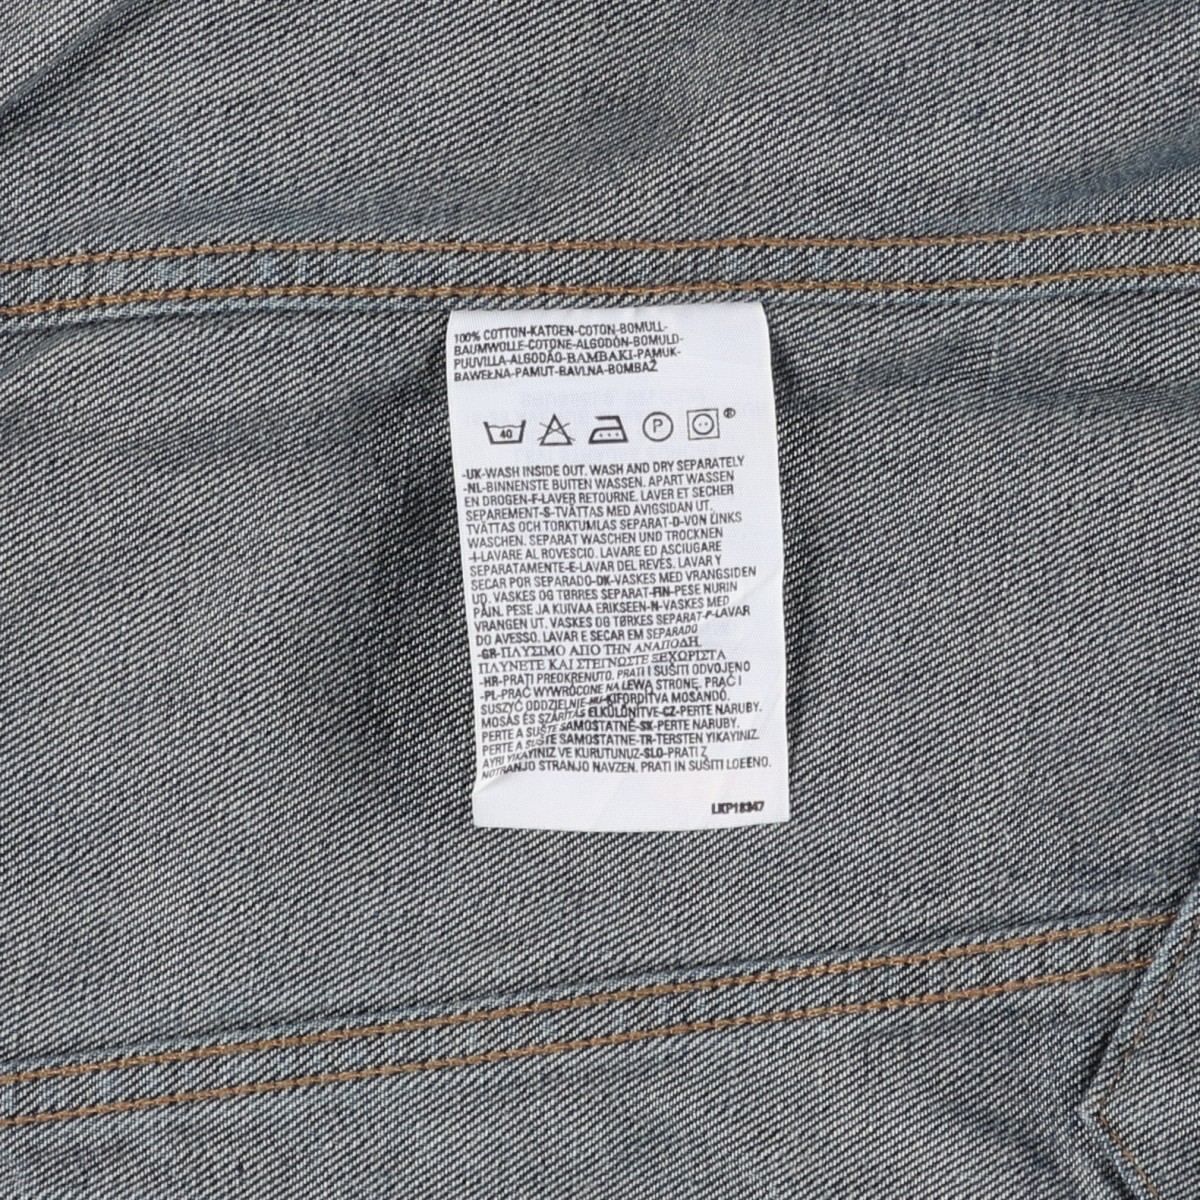 100% COTTON-KATOEN-COTON-BOMULL-
BAUMWOLLE-COTONE-ALGODÓN-BOMULD-
PUUVILLA-ALGODÃO-BAMBAKI-PAMUK-
BAWEŁNA-PAMUT-BAVLNA-BOMBAŽ
40 P ®
-UK-WASH INSIDE OUT. WASH AND DRY SEPARATELY
-NL-BINNENSTE BUITEN WASSEN. APART WASSEN
EN DROGEN-F-LAVER RETOURNE. LAVER ET SECHER
SEPAREMENT-S-TVÄTTAS MED AVIGSIDAN UT.
TVÄTTAS OCH TORKTUMLAS SEPARAT-D-VON LINKS
WASCHEN. SEPARAT WASCHEN UND TROCKNEN
-I-LAVARE AL ROVESCIO. LAVARE ED ASCIUGARE
SEPARATAMENTE-E-LAVAR DEL REVÉS. LAVAR Y
SECAR POR SEPARADO-DK-VASKES MED VRANGSIDEN
UD. VASKES OG TØRRES SEPARAT-FIN-PESE NURIN
PÄIN. PESE JA KUIVAA ERIKSEEN-N-VASKES MED
VRANGEN UT. VASKES OG TØRKES SEPARAT-P-LAVAR
DO AVESSO. LAVAR E SECAR EM SEPARADO
-GR-ΠΛΥΣΙΜΟ ΑΠΟ ΤΗΝ ΑΝΑΠΟΔΗ.
ΠΛΥΝΕΤΕ ΚΑΙ ΣΤΕΓΝΩΣΤΕ ΞΕΧΩΡΙΣΤΑ
-HR-PRATI PREOKRENUTO. PRATI I SUŠITI ODVOJENO
-PL-PRAĆ WYWRÓCONE NA LEWĄ STRONĘ. PRAĆ I
SUSZYĆ ODDZIELNIE-HU-KIFORDÍTVA MOSANDÓ.
MOSÁS ÉS SZÁRÍTÁS ELKÜLÖNÍTVE-CZ-PERTE NARUBY.
PERTE A SUŠTE SAMOSTATNĚ-SK-PERTE NARUBY.
PERTE A SUŠTE SAMOSTATNE-TR-TERSTEN YIKAYINIZ.
AYRI YIKAYINIZ VE KURUTUNUZ-SLO-PRATI Z
NOTRANJO STRANJO NAVZEN. PRATI IN SUŠITI LOEENO.